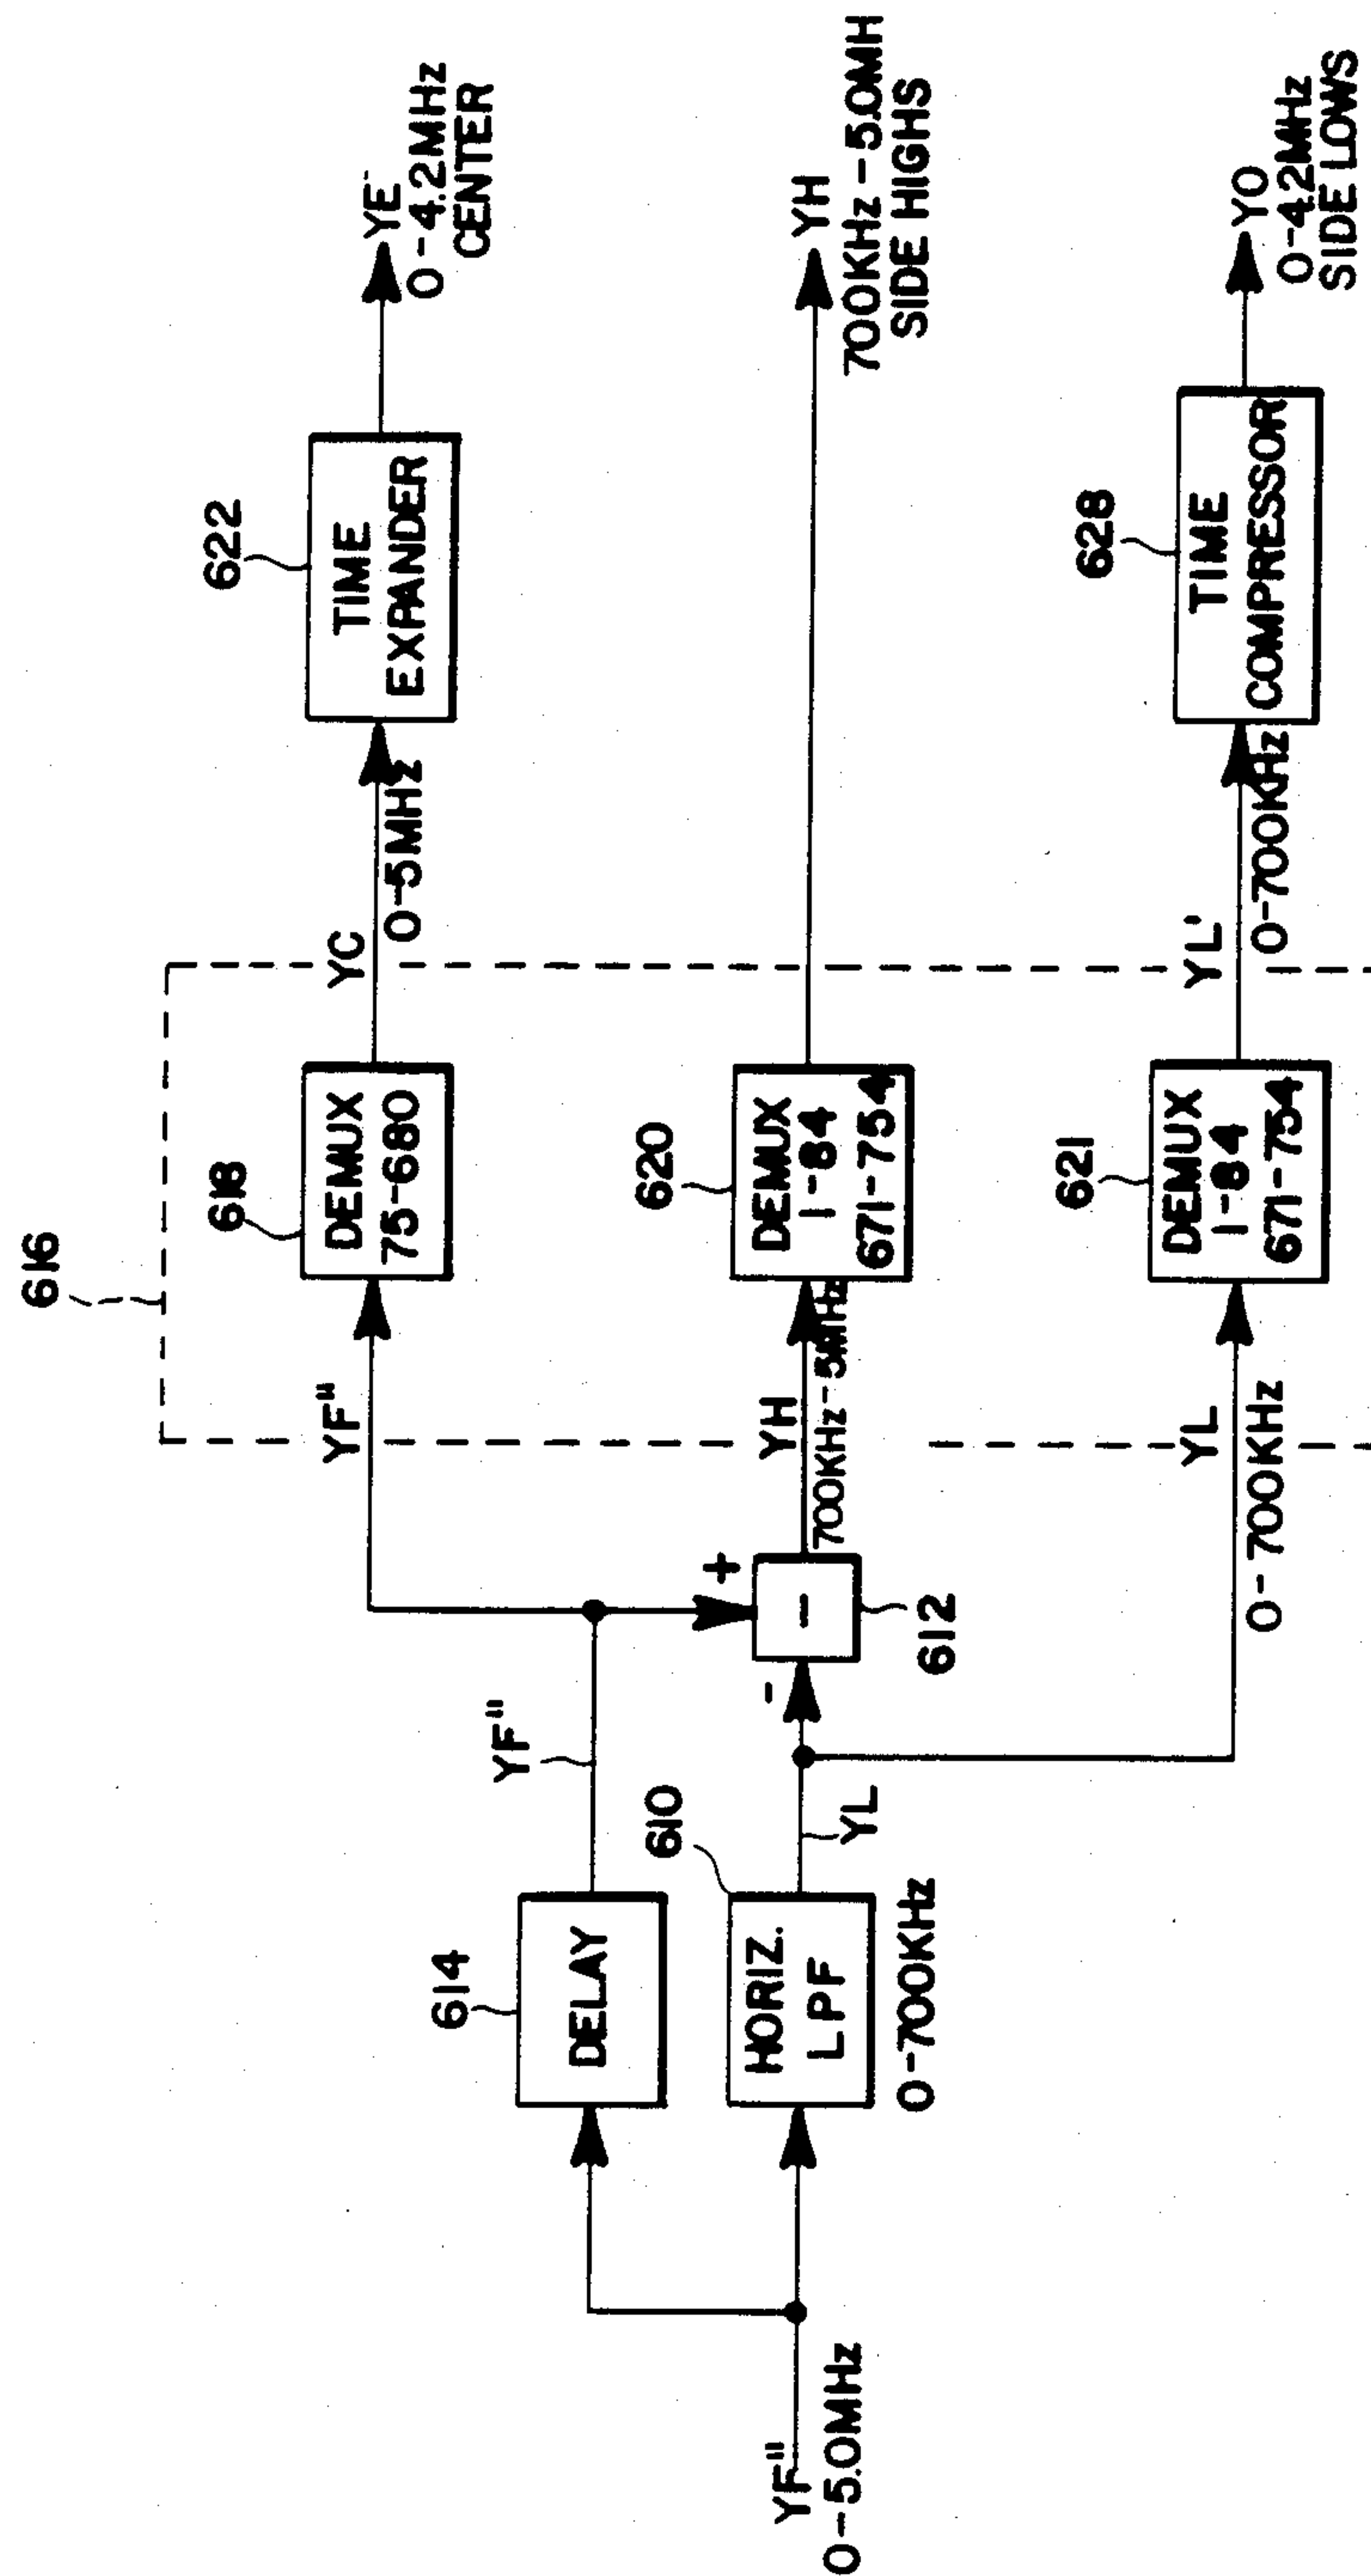 YF"
0-5.0MHz
614
DELAY
610
HORIZ.
LPF
0-700KHz
YF"
YL
+
-
-
612
616
YF"
YH
700KHz-5MHz
YL
0-700KHz
618
DEMUX
75-680
620
DEMUX
1-84
671-754
621
DEMUX
1-84
671-754
YC
0-5MHz
YL'
0-700KHz
622
TIME
EXPANDER
628
TIME
COMPRESSOR
YE
0-4.2MHz
CENTER
YH
700KHz-5.0MH
SIDE HIGHS
YO
0-4.2MHz
SIDE LOWS